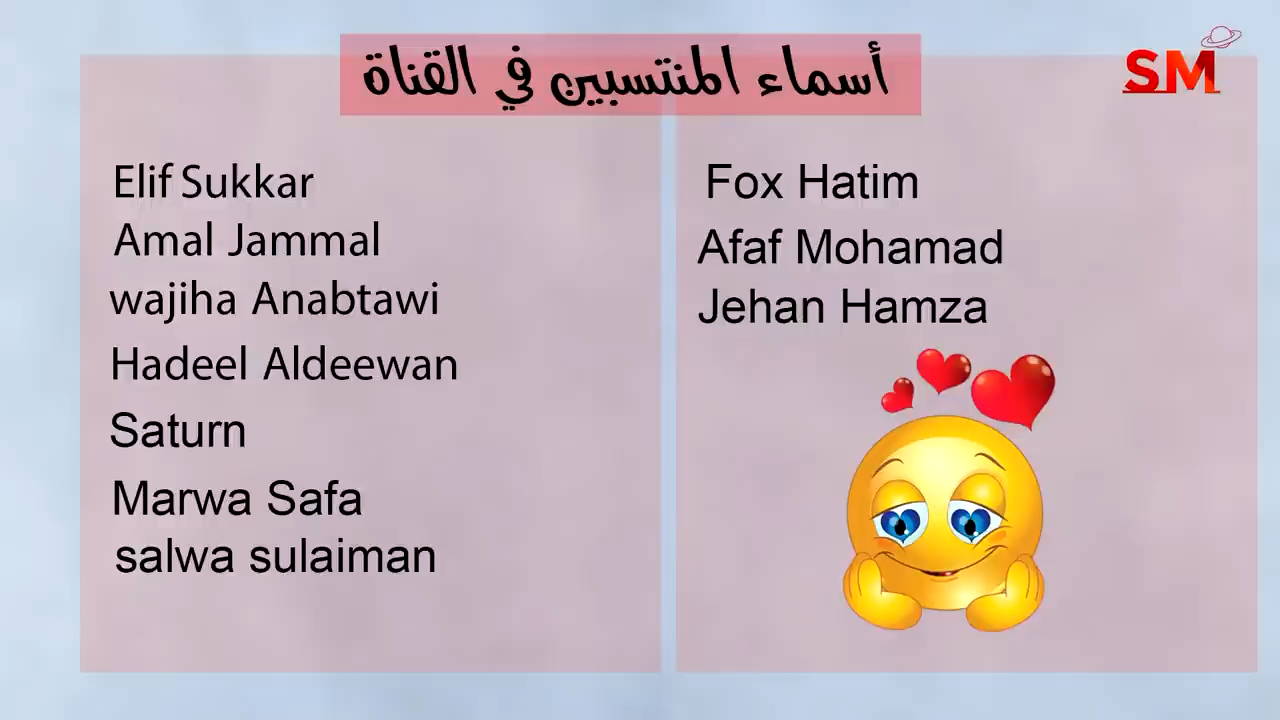 أسماء المنتسبين في القناة
SM
Elif Sukkar
Amal Jammal
wajiha Anabtawi
Hadeel Aldeewan
Saturn
Marwa Safa
salwa sulaiman
Fox Hatim
Afaf Mohamad
Jehan Hamza